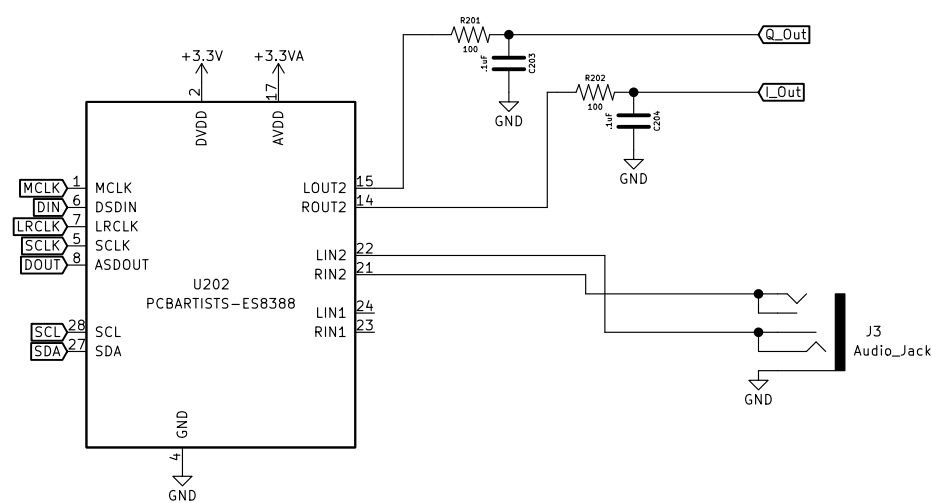 R201
100
.1uF
C203
GND
Q_Out
R202
100
.1uF
C204
GND
I_Out
+3.3V
+3.3VA
2
17
DVDD
AVDD
MCLK 1 MCLK
DIN 6 DSDIN
LRCLK 7 LRCLK
SCLK 5 SCLK
DOUT 8 ASDOUT
SCL 28 SCL
SDA 27 SDA
LOUT2 15
ROUT2 14
LIN2 22
RIN2 21
LIN1 24
RIN1 23
U202
PCBARTISTS-ES8388
GND
4
GND
J3
Audio_Jack
GND